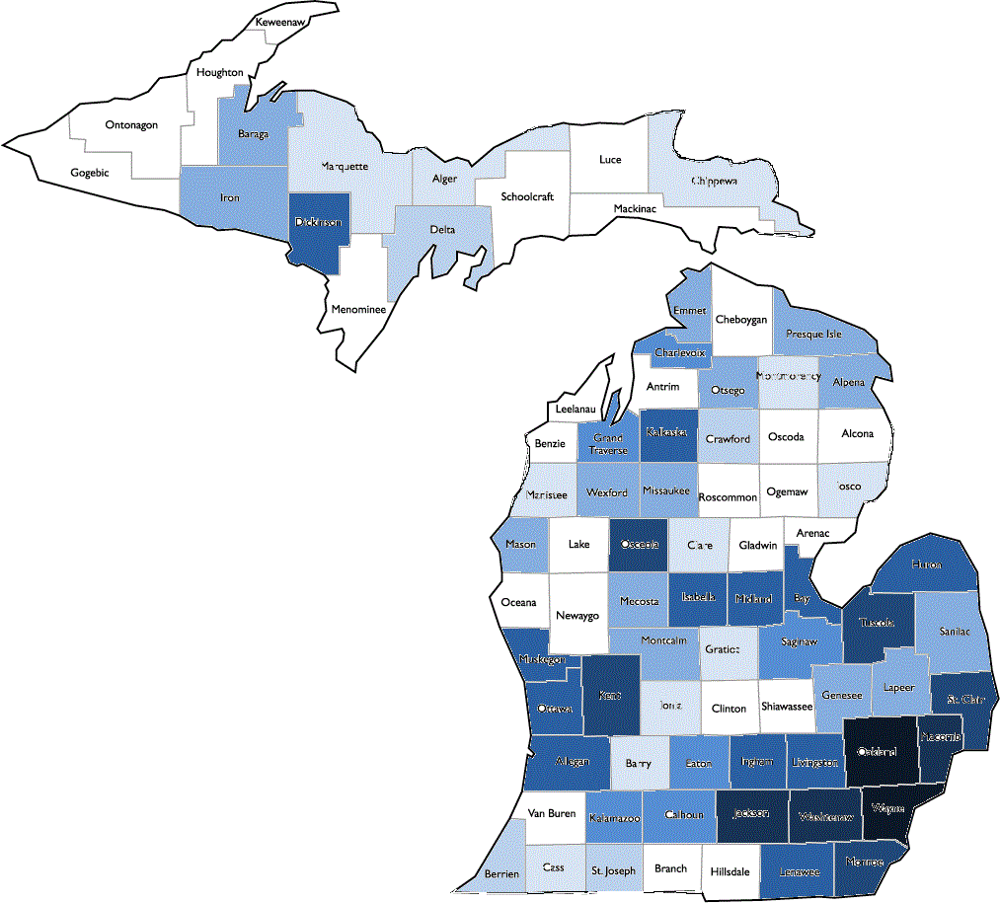 Keweenaw
Houghton
Ontonagon
Baraga
Gogebic
Marquette
Iron
Alger
Luce
Chippewa
Schoolcraft
Mackinac
Dickinson
Delta
Menominee
Emmet
Cheboygan
Presque Isle
Charlevoix
Antrim
Otsego
Montmorency
Alpena
Leelanau
Benzie
Grand
Traverse
Kalkaska
Crawford
Oscoda
Alcona
Manistee
Wexford
Missaukee
Roscommon
Ogemaw
Iosco
Mason
Lake
Osceola
Clare
Gladwin
Arenac
Huron
Oceana
Newaygo
Mecosta
Isabella
Midland
Bay
Tuscola
Sanilac
Muskegon
Montcalm
Gratiot
Saginaw
Ottawa
Kent
Ionia
Clinton
Shiawassee
Genesee
Lapeer
St. Clair
Allegan
Barry
Eaton
Ingham
Livingston
Oakland
Macomb
Van Buren
Kalamazoo
Calhoun
Jackson
Washtenaw
Wayne
Berrien
Cass
St. Joseph
Branch
Hillsdale
Lenawee
Monroe